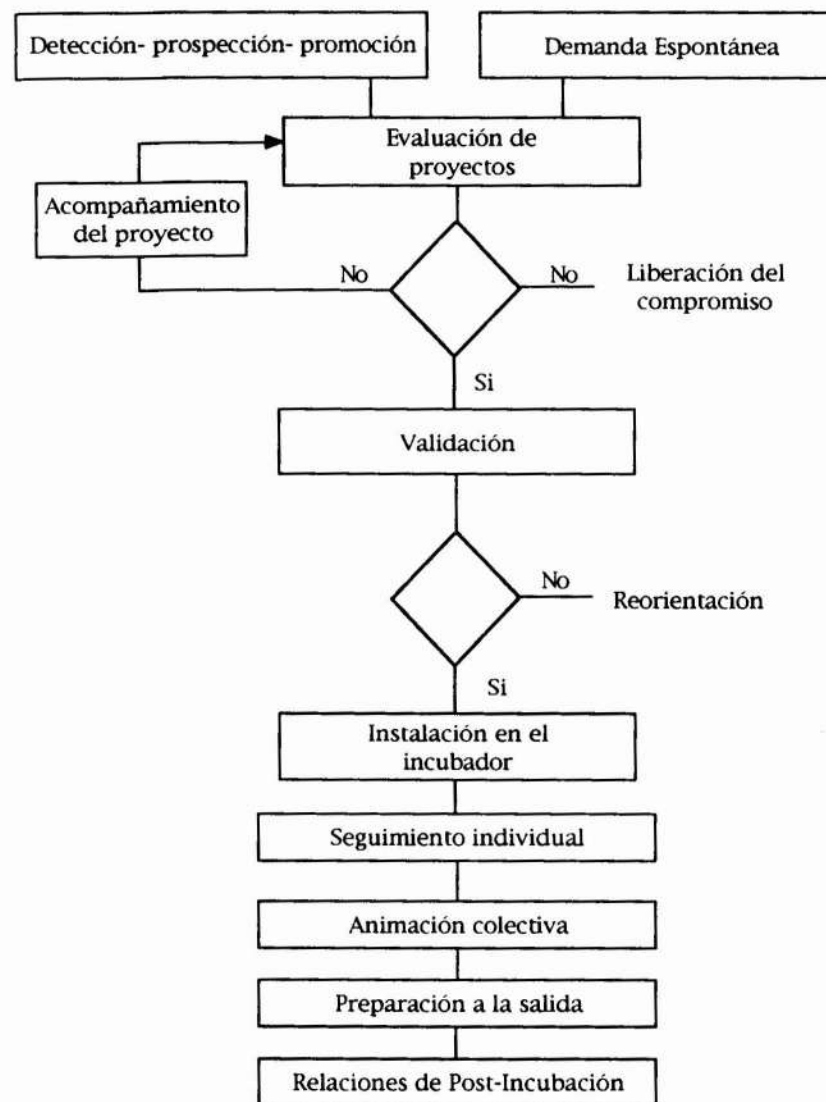 Detección- prospección- promoción
Demanda Espontánea
Evaluación de
proyectos
Acompañamiento
del proyecto
No
No
Liberación del
compromiso
Si
Validación
No
Reorientación
Si
Instalación en el
incubador
Seguimiento individual
Animación colectiva
Preparación a la salida
Relaciones de Post-Incubación